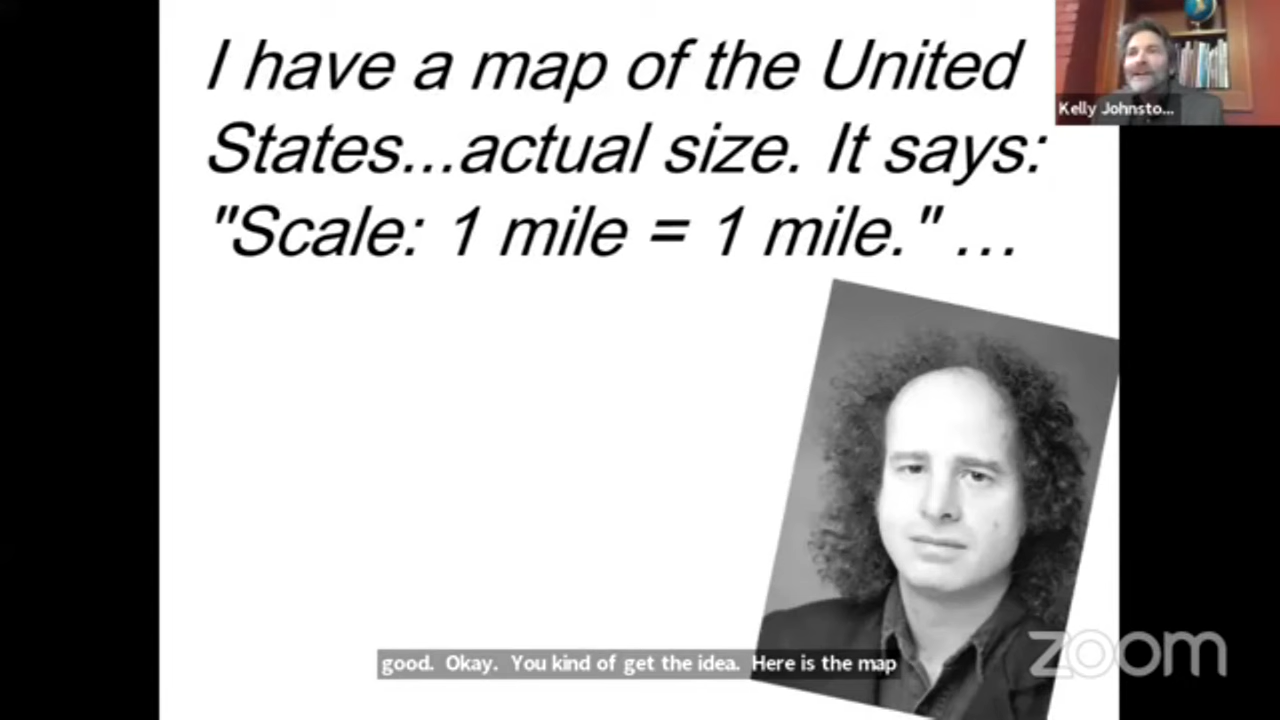 I have a map of the United
States...actual size. It says:
"Scale: 1 mile = 1 mile." ...
Kelly Johnsto...
good. Okay. You kind of get the idea. Here is the map
zoom